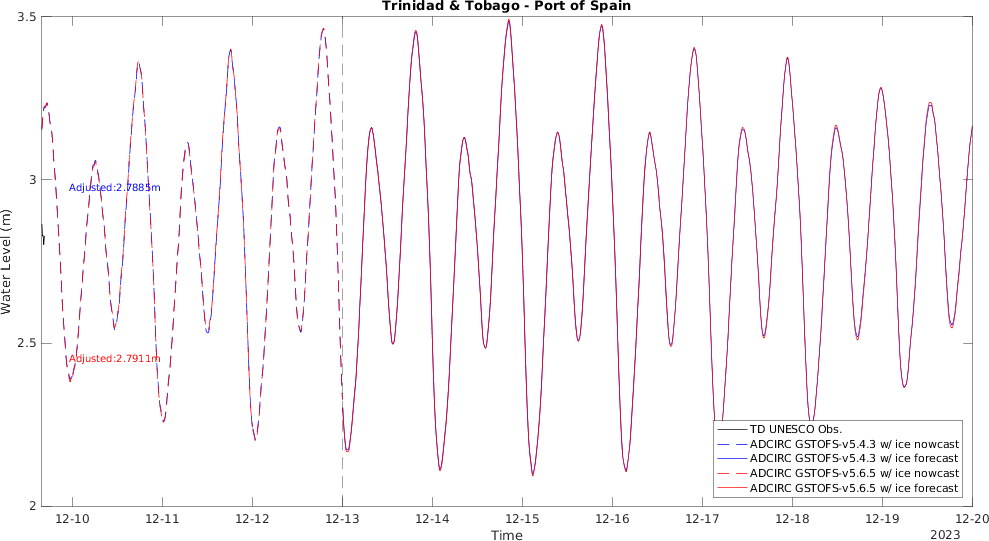 Trinidad & Tobago - Port of Spain
3.5
3
2.5
2
Water Level (m)
Adjusted:2.7885m
Adjusted:2.7911m
TD UNESCO Obs.
ADCIRC GSTOFS-v5.4.3 w/ ice nowcast
ADCIRC GSTOFS-v5.4.3 w/ ice forecast
ADCIRC GSTOFS-v5.6.5 w/ ice nowcast
ADCIRC GSTOFS-v5.6.5 w/ ice forecast
12-10 12-11 12-12 12-13 12-14 12-15 12-16 12-17 12-18 12-19 12-20
Time
2023